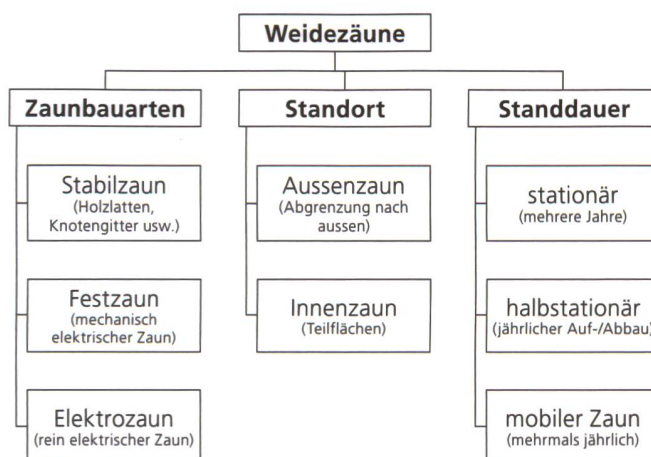 Weidezäune
Zaunbauarten
Stabilzaun
(Holzlatten,
Knotengitter usw.)
Festzaun
(mechanisch
elektrischer Zaun)
Elektrozaun
(rein elektrischer Zaun)
Standort
Aussenzaun
(Abgrenzung nach
aussen)
Innenzaun
(Teilflächen)
Standdauer
stationär
(mehrere Jahre)
halbstationär
(jährlicher Auf-/Abbau)
mobiler Zaun
(mehrmals jährlich)